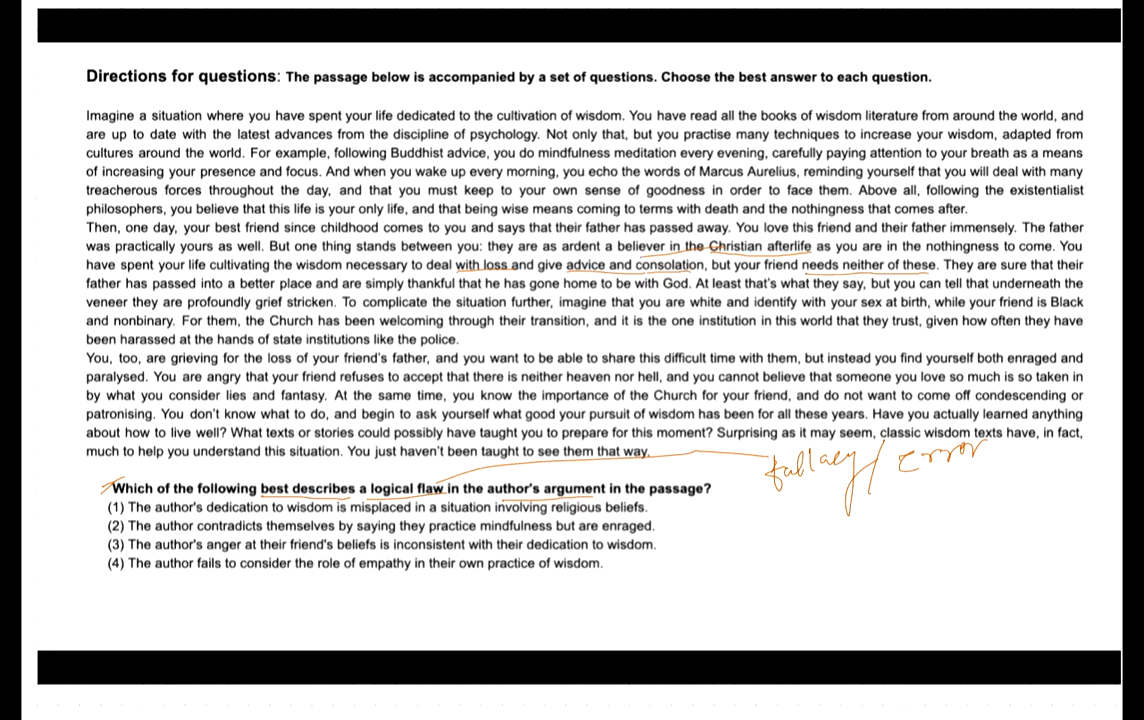 Directions for questions: The passage below is accompanied by a set of questions. Choose the best answer to each question.
Imagine a situation where you have spent your life dedicated to the cultivation of wisdom. You have read all the books of wisdom literature from around the world, and
are up to date with the latest advances from the discipline of psychology. Not only that, but you practise many techniques to increase your wisdom, adapted from
cultures around the world. For example, following Buddhist advice, you do mindfulness meditation every evening, carefully paying attention to your breath as a means
of increasing your presence and focus. And when you wake up every morning, you echo the words of Marcus Aurelius, reminding yourself that you will deal with many
treacherous forces throughout the day, and that you must keep to your own sense of goodness in order to face them. Above all, following the existentialist
philosophers, you believe that this life is your only life, and that being wise means coming to terms with death and the nothingness that comes after.
Then, one day, your best friend since childhood comes to you and says that their father has passed away. You love this friend and their father immensely. The father
was practically yours as well. But one thing stands between you: they are as ardent a believer in the Christian afterlife as you are in the nothingness to come. You
have spent your life cultivating the wisdom necessary to deal with loss and give advice and consolation, but your friend needs neither of these. They are sure that their
father has passed into a better place and are simply thankful that he has gone home to be with God. At least that's what they say, but you can tell that underneath the
veneer they are profoundly grief stricken. To complicate the situation further, imagine that you are white and identify with your sex at birth, while your friend is Black
and nonbinary. For them, the Church has been welcoming through their transition, and it is the one institution in this world that they trust, given how often they have
been harassed at the hands of state institutions like the police.
You, too, are grieving for the loss of your friend's father, and you want to be able to share this difficult time with them, but instead you find yourself both enraged and
paralysed. You are angry that your friend refuses to accept that there is neither heaven nor hell, and you cannot believe that someone you love so much is so taken in
by what you consider lies and fantasy. At the same time, you know the importance of the Church for your friend, and do not want to come off condescending or
patronising. You don't know what to do, and begin to ask yourself what good your pursuit of wisdom has been for all these years. Have you actually learned anything
about how to live well? What texts or stories could possibly have taught you to prepare for this moment? Surprising as it may seem, classic wisdom texts have, in fact,
much to help you understand this situation. You just haven't been taught to see them that way.
fallacy / Error
Which of the following best describes a logical flaw in the author's argument in the passage?
(1) The author's dedication to wisdom is misplaced in a situation involving religious beliefs.
(2) The author contradicts themselves by saying they practice mindfulness but are enraged.
(3) The author's anger at their friend's beliefs is inconsistent with their dedication to wisdom.
(4) The author fails to consider the role of empathy in their own practice of wisdom.